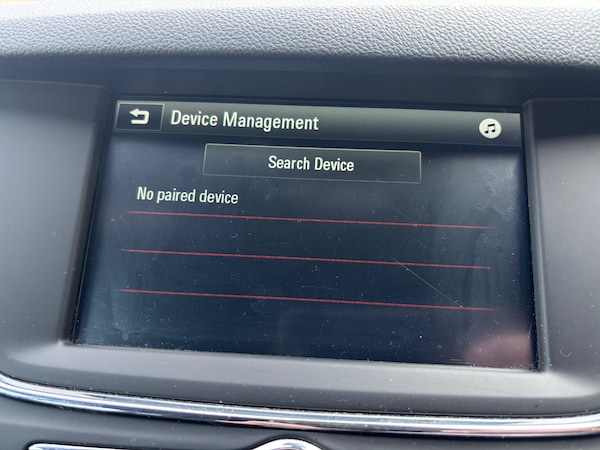 Device Management
Search Device
No paired device